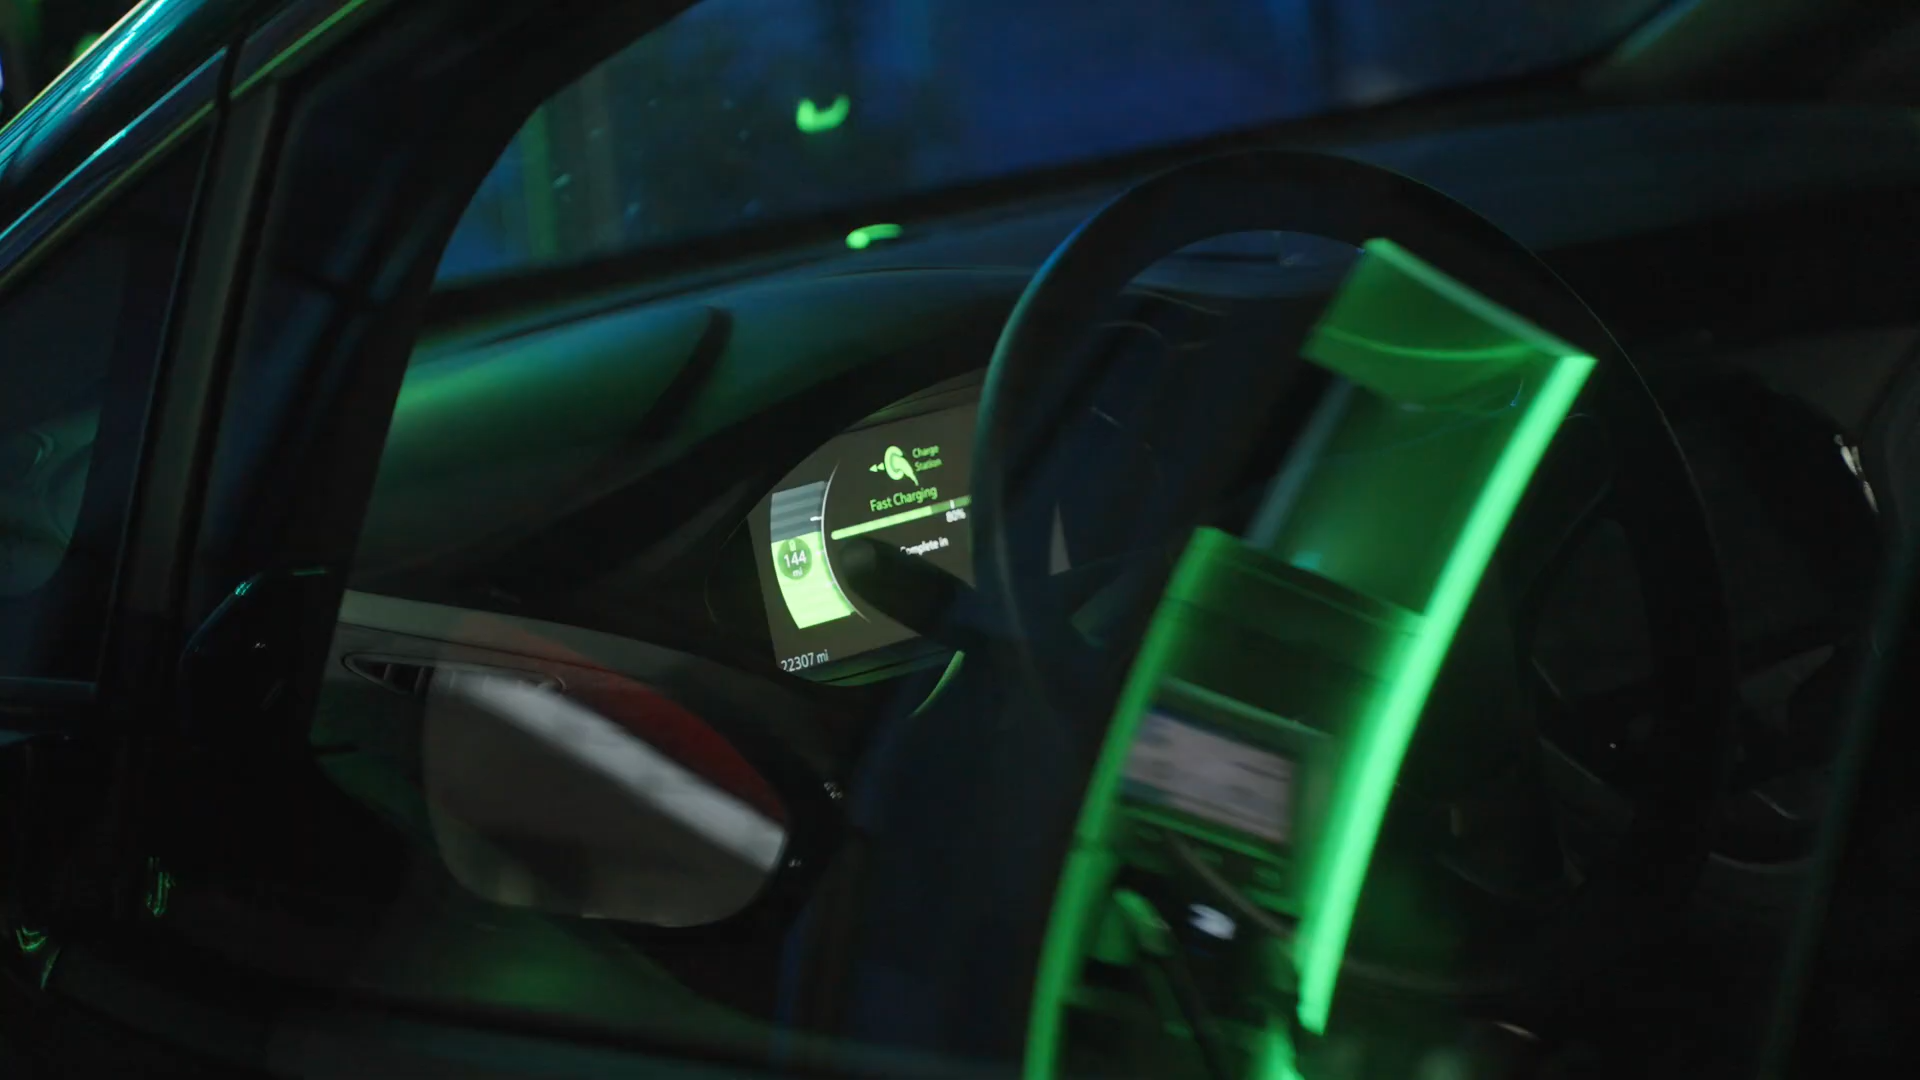 Charge
Station
Fast Charging
80%
Complete in
144
mi
22307 mi